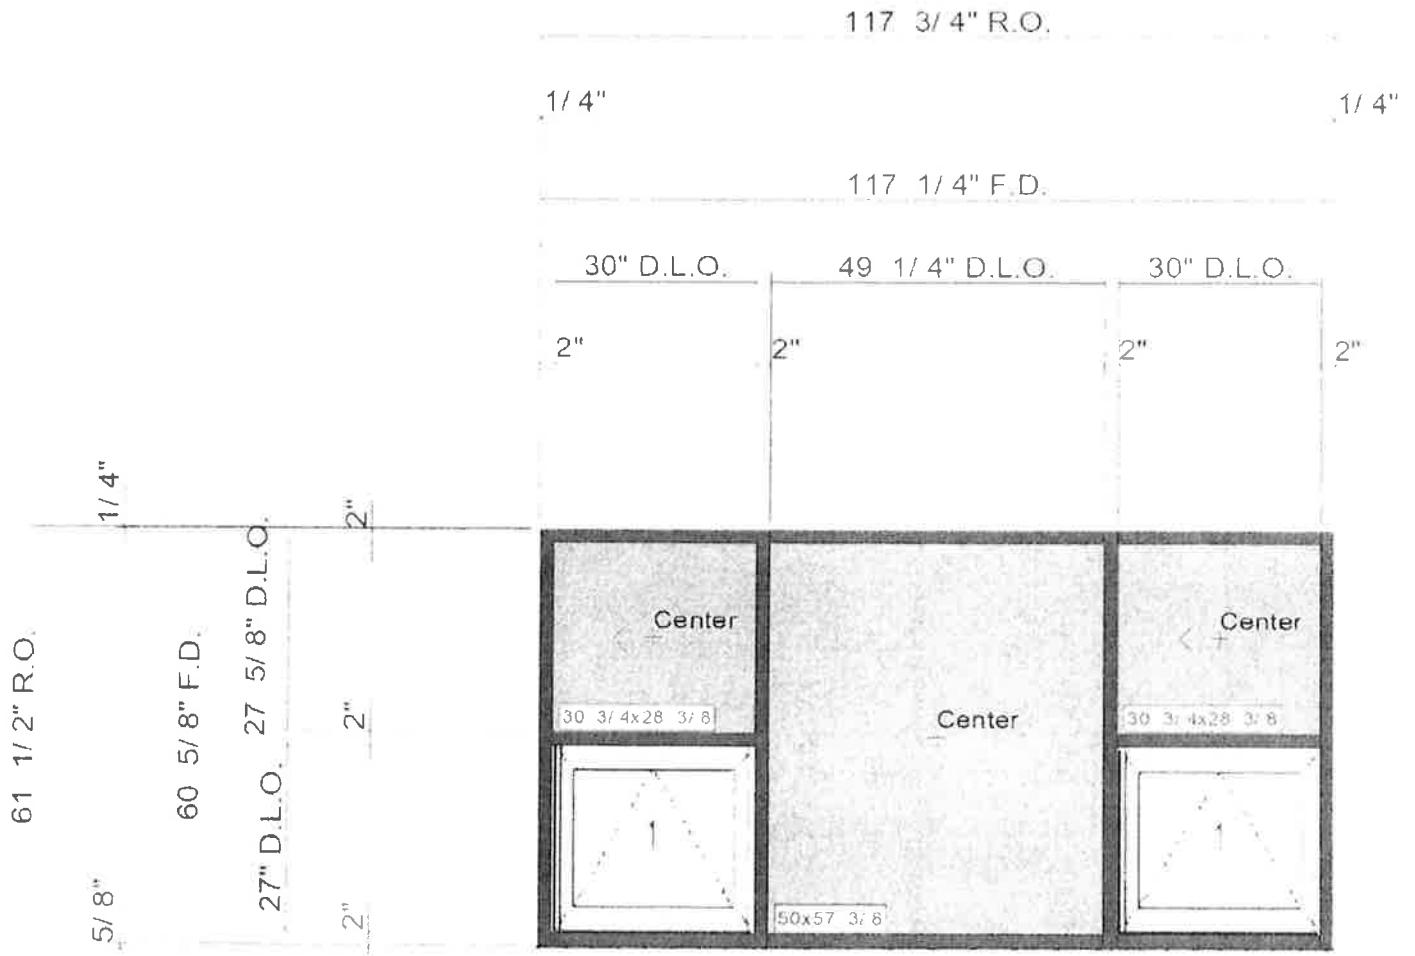 117 3/4" R.O.
1/4"
1/4"
117 1/4" F.D.
30" D.L.O.
49 1/4" D.L.O.
30" D.L.O.
2"
2"
2"
2"
1/4"
2"
61 1/2" R.O.
60 5/8" F.D.
27 5/8" D.L.O.
2"
27" D.L.O.
5/8"
2"
Center
Center
Center
30 3/4x28 3/8
30 3/4x28 3/8
1
1
50x57 3/8